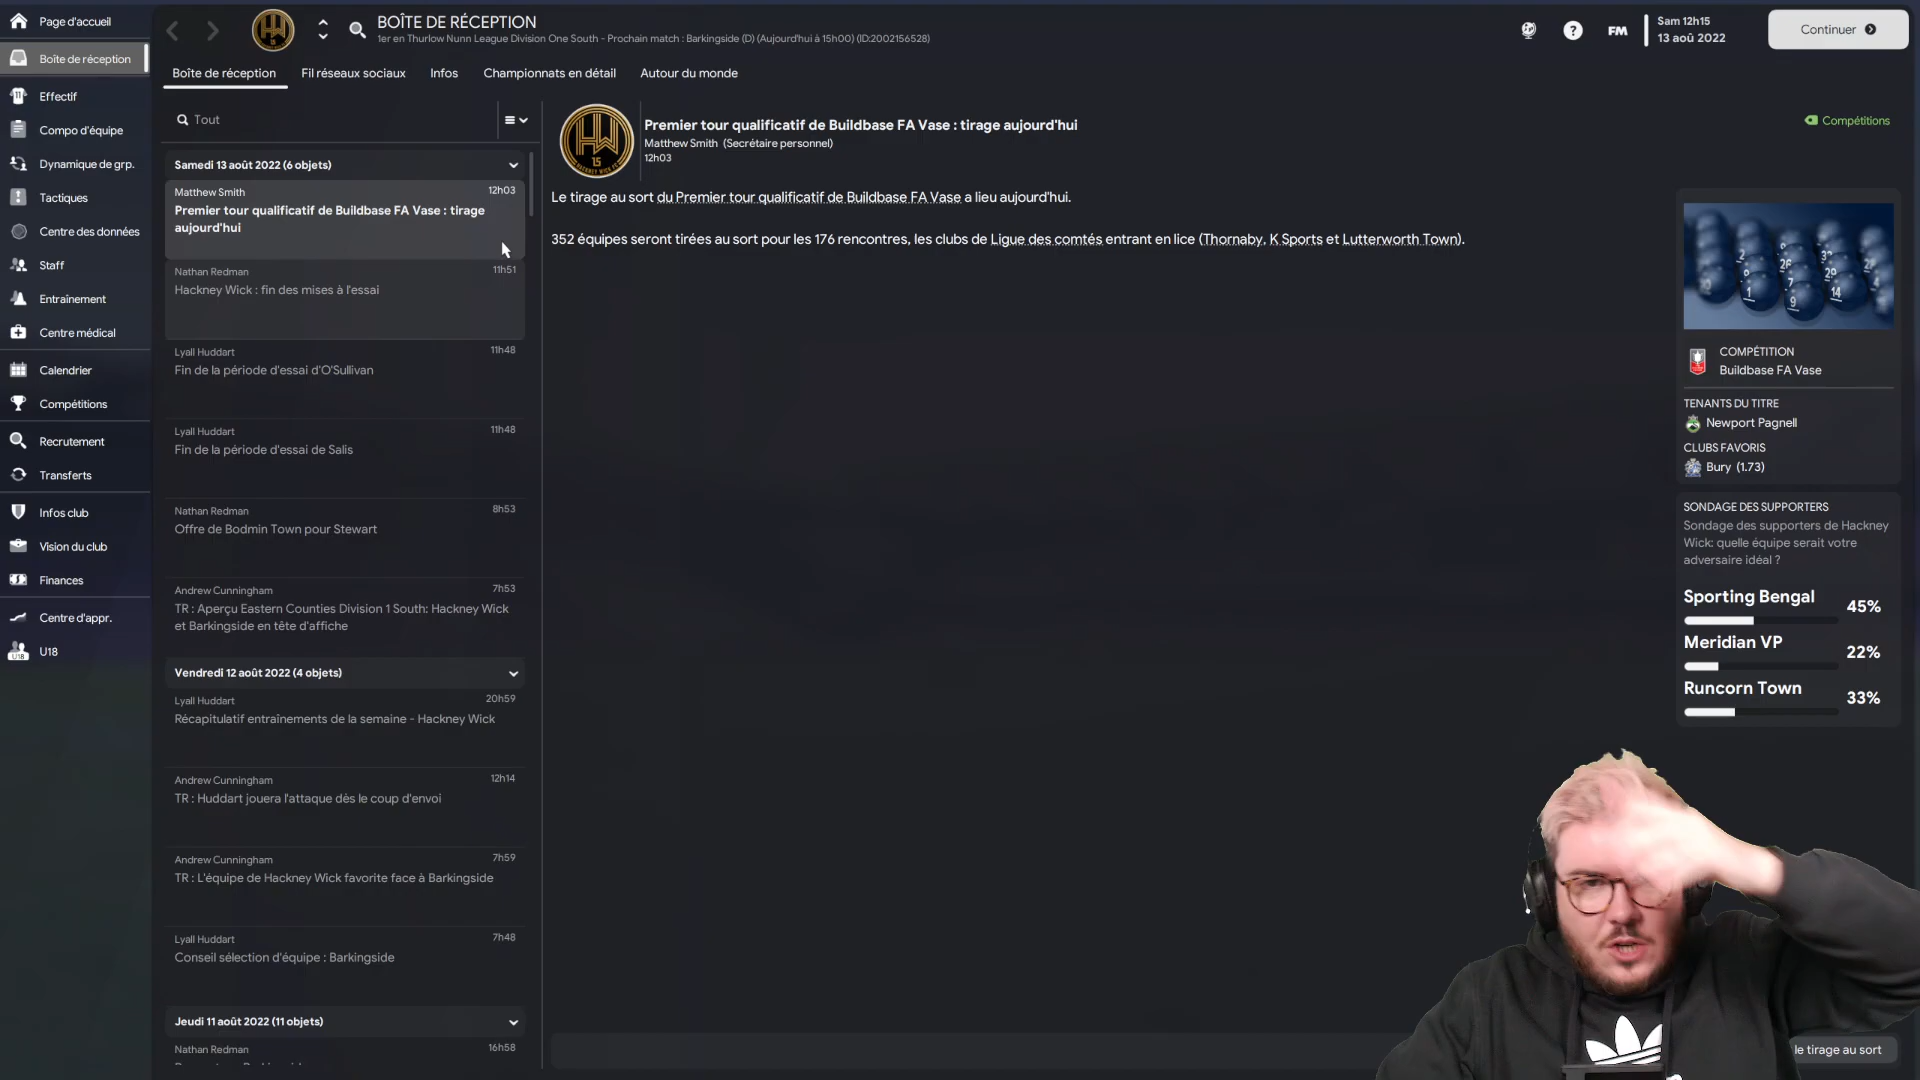 Page d'accueil
Boîte de réception
Effectif
Compo d'équipe
Dynamique de grp.
Tactiques
Centre des données
Staff
Entraînement
Centre médical
Calendrier
Compétitions
Recrutement
Transferts
Infos club
Vision du club
Finances
Centre d'appr.
U18
BOÎTE DE RÉCEPTION
1er en Thurlow Nunn League Division One South - Prochain match : Barkingside (D) (Aujourd'hui à 15h00) (ID:2002156528)
FM
Sam 12h15
13 aoû 2022
Continuer
Boîte de réception
Fil réseaux sociaux
Infos
Championnats en détail
Autour du monde
Tout
Samedi 13 août 2022 (6 objets)
Matthew Smith 12h03
Premier tour qualificatif de Buildbase FA Vase : tirage
aujourd'hui
Nathan Redman 11h51
Hackney Wick : fin des mises à l'essai
Lyall Huddart 11h48
Fin de la période d'essai d'O'Sullivan
Lyall Huddart 11h48
Fin de la période d'essai de Salis
Nathan Redman 8h53
Offre de Bodmin Town pour Stewart
Andrew Cunningham 7h53
TR : Aperçu Eastern Counties Division 1 South: Hackney Wick
et Barkingside en tête d'affiche
Vendredi 12 août 2022 (4 objets)
Lyall Huddart 20h59
Récapitulatif entraînements de la semaine - Hackney Wick
Andrew Cunningham 12h14
TR : Huddart jouera l'attaque dès le coup d'envoi
Andrew Cunningham 7h59
TR : L'équipe de Hackney Wick favorite face à Barkingside
Lyall Huddart 7h48
Conseil sélection d'équipe : Barkingside
Jeudi 11 août 2022 (11 objets)
Nathan Redman 16h58
HW
15
Premier tour qualificatif de Buildbase FA Vase : tirage aujourd'hui
Matthew Smith (Secrétaire personnel)
12h03
Compétitions
Le tirage au sort du Premier tour qualificatif de Buildbase FA Vase a lieu aujourd'hui.
352 équipes seront tirées au sort pour les 176 rencontres, les clubs de Ligue des comtés entrant en lice (Thornaby, K Sports et Lutterworth Town).
COMPÉTITION
Buildbase FA Vase
TENANTS DU TITRE
Newport Pagnell
CLUBS FAVORIS
Bury (1.73)
SONDAGE DES SUPPORTERS
Sondage des supporters de Hackney
Wick: quelle équipe serait votre
adversaire idéal ?
Sporting Bengal 45%
Meridian VP 22%
Runcorn Town 33%
le tirage au sort